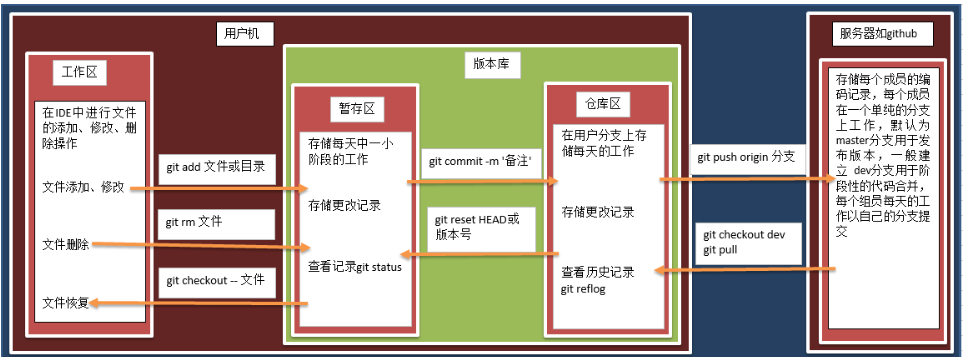 用户机
服务器如github
工作区
版本库
暂存区
仓库区
在IDE中进行文件
的添加、修改、删
除操作
文件添加、修改
文件删除
文件恢复
git add 文件或目录
git rm 文件
git checkout -- 文件
存储每天中一小
阶段的工作
存储更改记录
查看记录git status
git commit -m '备注'
git reset HEAD或
版本号
在用户分支上存
储每天的工作
存储更改记录
查看历史记录
git reflog
git push origin 分支
git checkout dev
git pull
存储每个成员的编
码记录，每个成员
在一个单纯的分支
上工作，默认为
master分支用于发
布版本，一般建
立 dev分支用于阶
段性的代码合并，
每个组员每天的工
作以自己的分支提
交